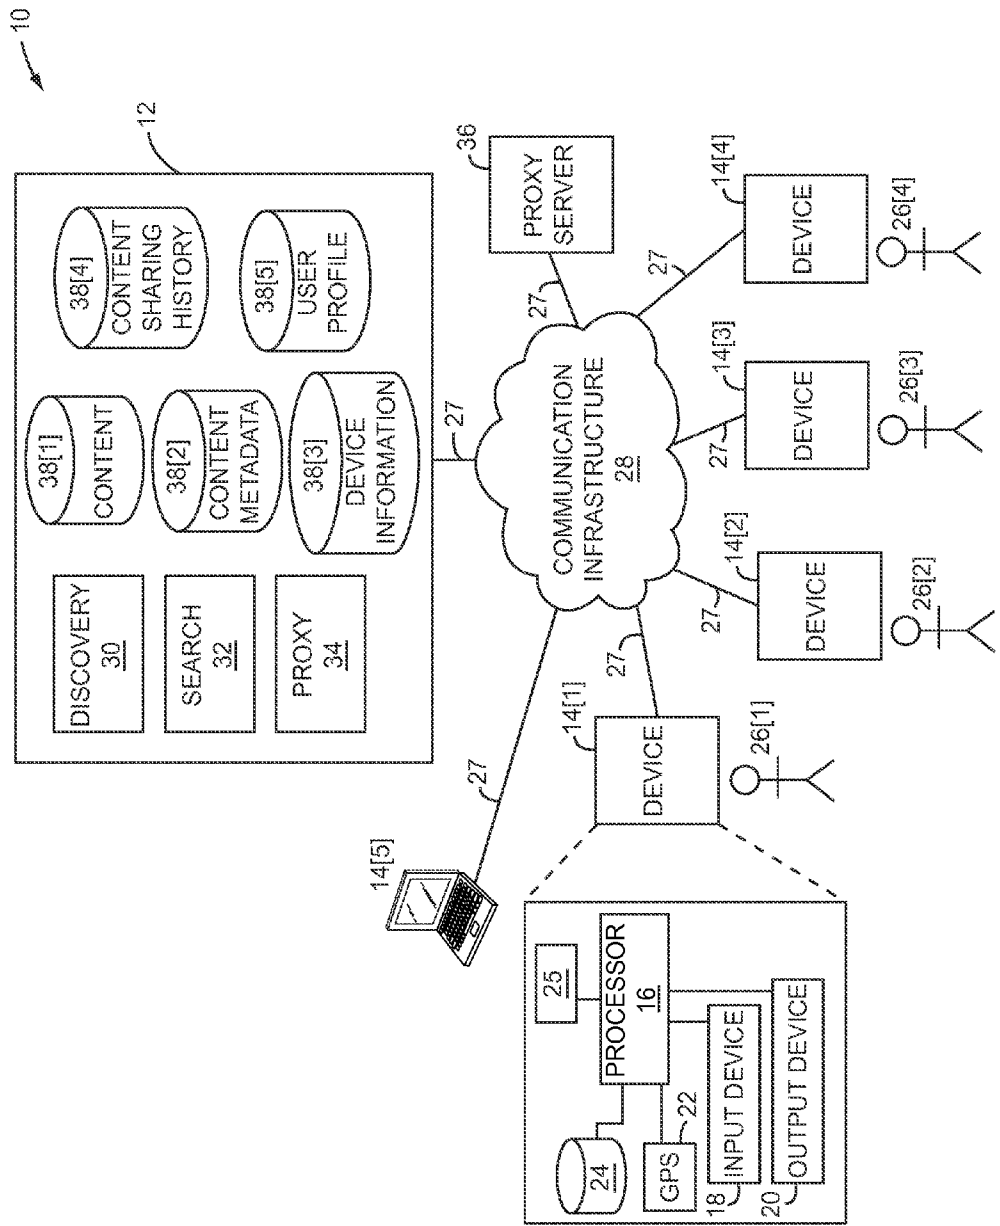 10
12
DISCOVERY
30
SEARCH
32
PROXY
34
38[1]
CONTENT
38[2]
CONTENT
METADATA
38[3]
DEVICE
INFORMATION
38[4]
CONTENT
SHARING
HISTORY
38[5]
USER
PROFILE
14[5]
27
27
27
36
PROXY
SERVER
COMMUNICATION
INFRASTRUCTURE
28
25
PROCESSOR
16
24
GPS
22
INPUT DEVICE
18
OUTPUT DEVICE
20
14[1]
27
DEVICE
26[1]
14[2]
27
DEVICE
26[2]
14[3]
27
DEVICE
26[3]
14[4]
27
DEVICE
26[4]